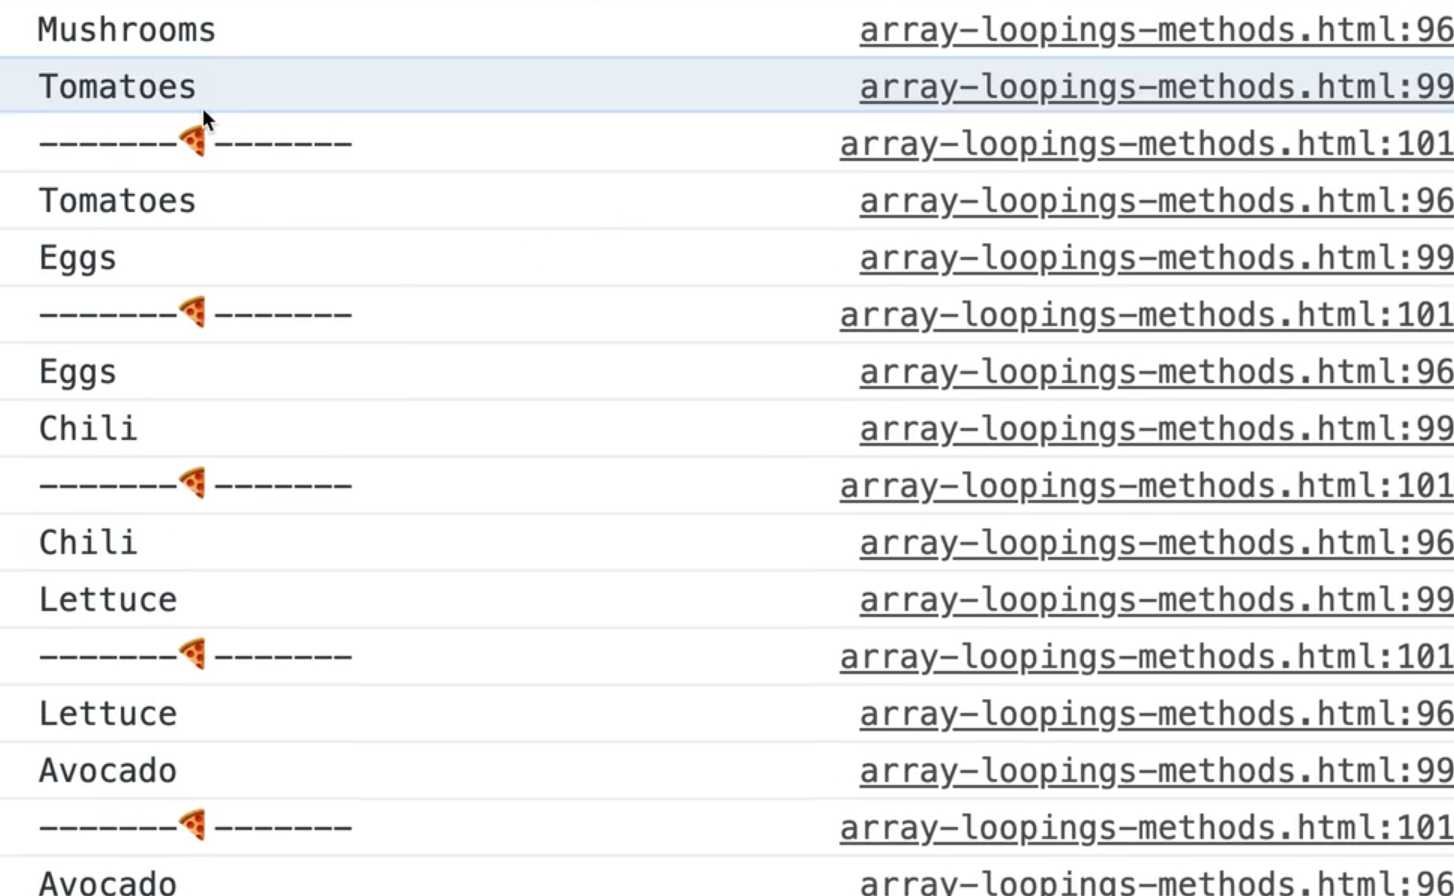 Mushrooms array-loopings-methods.html:96
Tomatoes array-loopings-methods.html:99
-------🍕------- array-loopings-methods.html:101
Tomatoes array-loopings-methods.html:96
Eggs array-loopings-methods.html:99
-------🍕------- array-loopings-methods.html:101
Eggs array-loopings-methods.html:96
Chili array-loopings-methods.html:99
-------🍕------- array-loopings-methods.html:101
Chili array-loopings-methods.html:96
Lettuce array-loopings-methods.html:99
-------🍕------- array-loopings-methods.html:101
Lettuce array-loopings-methods.html:96
Avocado array-loopings-methods.html:99
-------🍕------- array-loopings-methods.html:101
Avocado array-loopings-methods.html:96